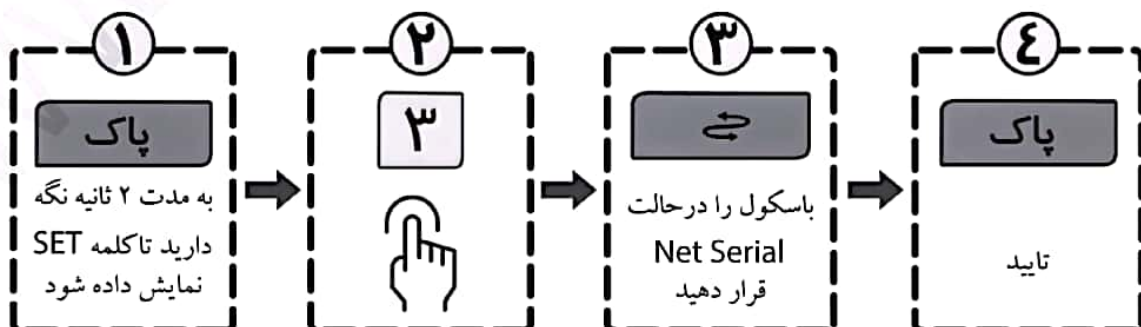 ۱
پاک
به مدت ۲ ثانیه نگه
دارید تاکلمه SET
نمایش داده شود
۲
۳
۳
باسکول را درحالت
Net Serial
قرار دهید
٤
پاک
تایید